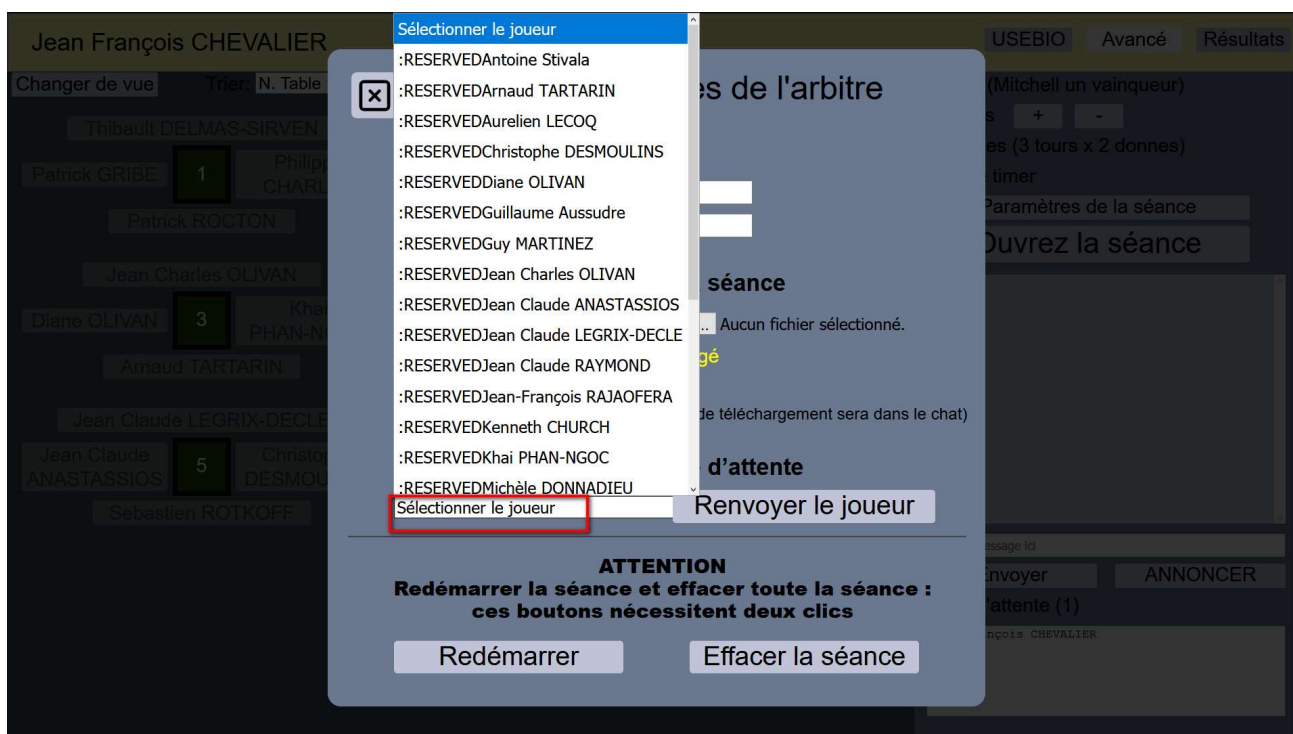 Jean François CHEVALIER
USEBIO Avancé Résultats
Changer de vue Trier: N. Table
Thibault DELMAS-SIRVEN
Patrick GRIBE 1
Patrick ROCTON
Jean Charles OLIVAN
Diane OLIVAN 3
Arnaud TARTARIN
Jean Claude LEGRIX-DECLE
Jean Claude
ANASTASSIOS 5
Sebastien ROTKOFF
Sélectionner le joueur
:RESERVEDAntoine Stivala
:RESERVEDArnaud TARTARIN
:RESERVEDAurelien LECOQ
:RESERVEDChristophe DESMOULINS
:RESERVEDDiane OLIVAN
:RESERVEDGuillaume Aussudre
:RESERVEDGuy MARTINEZ
:RESERVEDJean Charles OLIVAN
:RESERVEDJean Claude ANASTASSIOS
:RESERVEDJean Claude LEGRIX-DECLE
:RESERVEDJean Claude RAYMOND
:RESERVEDJean-François RAJAOFERA
:RESERVEDKenneth CHURCH
:RESERVEDKhai PHAN-NGOC
:RESERVEDMichèle DONNADIEU
Sélectionner le joueur
de l'arbitre
séance
.. Aucun fichier sélectionné.
de téléchargement sera dans le chat)
d'attente
Renvoyer le joueur
ATTENTION
Redémarrer la séance et effacer toute la séance :
ces boutons nécessitent deux clics
Redémarrer Effacer la séance
(Mitchell un vainqueur)
+ -
(3 tours x 2 donnes)
timer
Paramètres de la séance
Ouvrez la séance
ici
Envoyer ANNONCER
'attente (1)
CHEVALIER